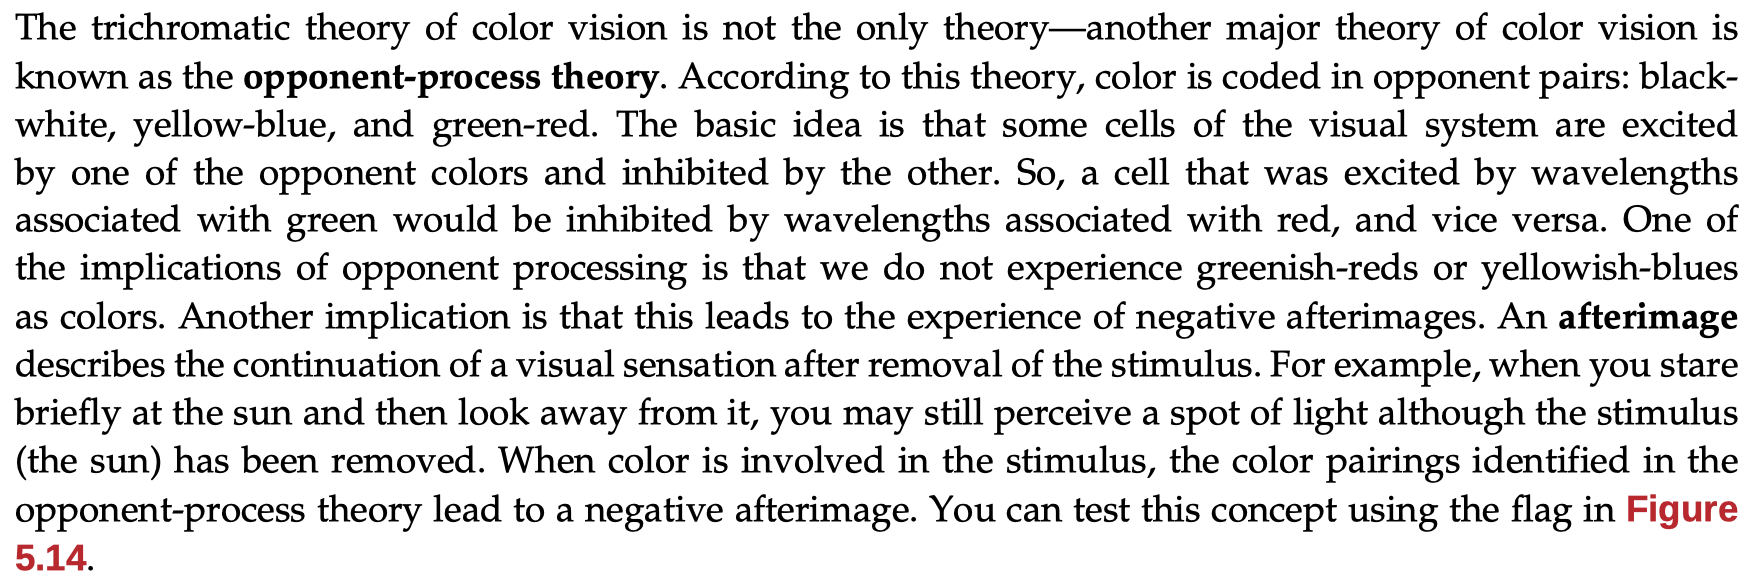 The trichromatic theory of color vision is not the only theory—another major theory of color vision is
known as the opponent-process theory. According to this theory, color is coded in opponent pairs: black-
white, yellow-blue, and green-red. The basic idea is that some cells of the visual system are excited
by one of the opponent colors and inhibited by the other. So, a cell that was excited by wavelengths
associated with green would be inhibited by wavelengths associated with red, and vice versa. One of
the implications of opponent processing is that we do not experience greenish-reds or yellowish-blues
as colors. Another implication is that this leads to the experience of negative afterimages. An afterimage
describes the continuation of a visual sensation after removal of the stimulus. For example, when you stare
briefly at the sun and then look away from it, you may still perceive a spot of light although the stimulus
(the sun) has been removed. When color is involved in the stimulus, the color pairings identified in the
opponent-process theory lead to a negative afterimage. You can test this concept using the flag in Figure
5.14.